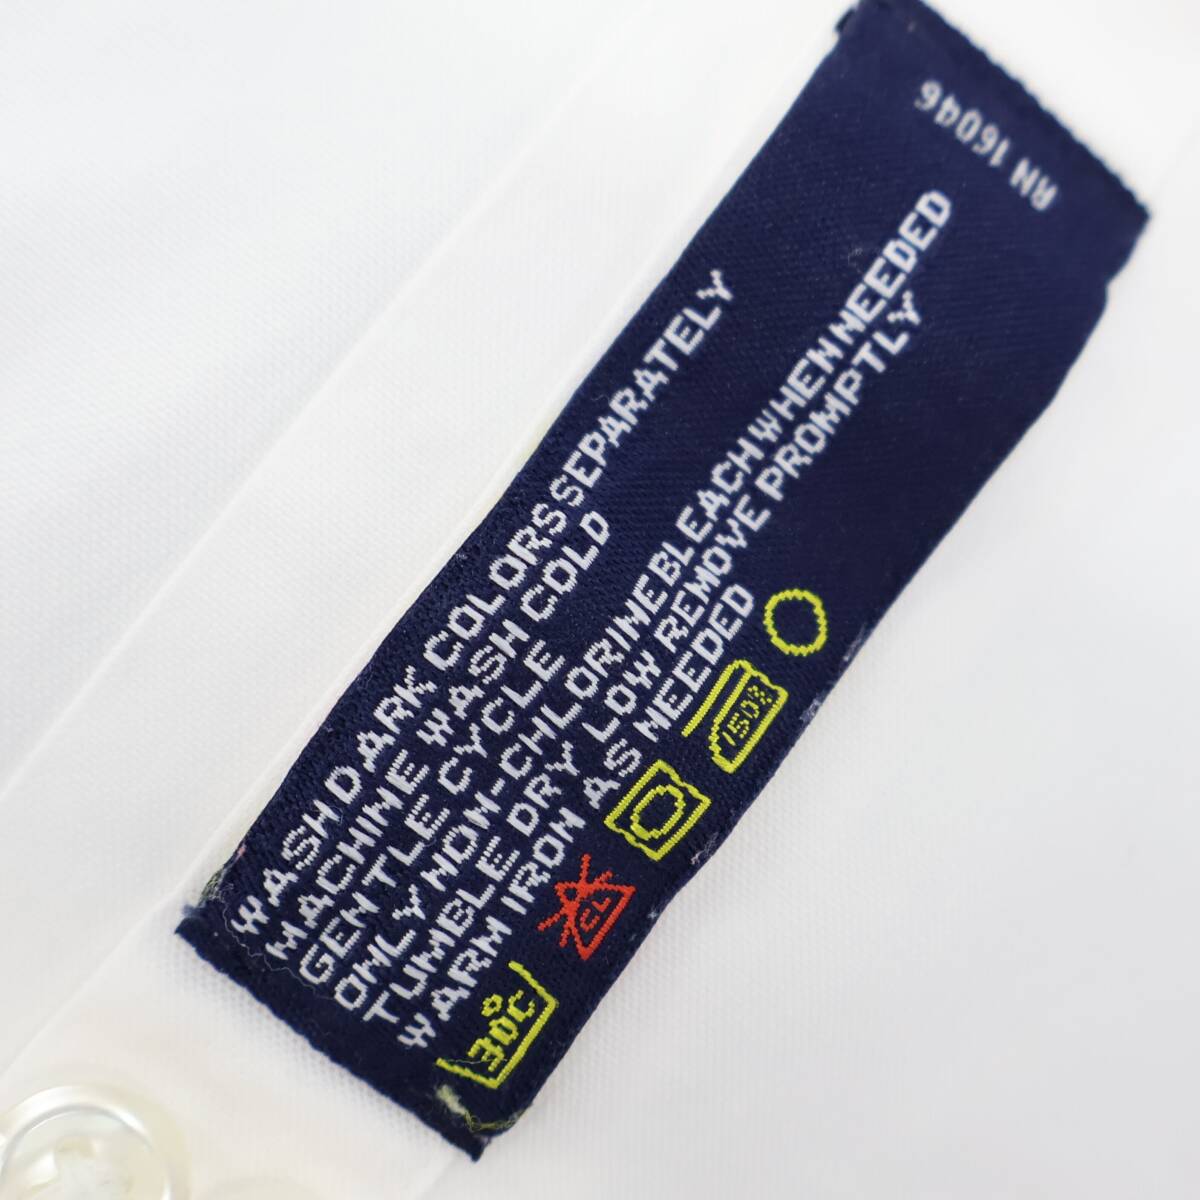 WASH DARK COLORS SEPARATELY
MACHINE WASH COLD
GENTLE CYCLE
ONLY NON-CHLORINE BLEACH WHEN NEEDED
TUMBLE DRY LOW REMOVE PROMPTLY
WARM IRON AS NEEDED
30°C
CL
150°
RN 16046